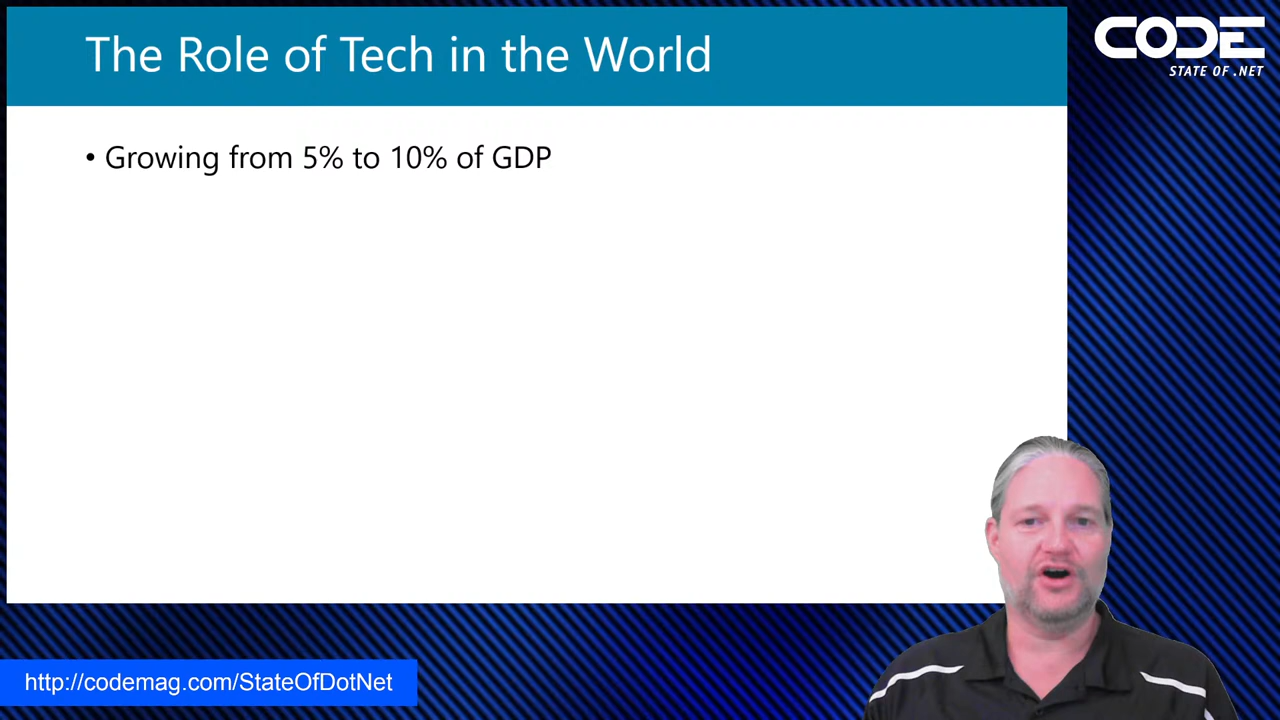 The Role of Tech in the World
CODE
STATE OF .NET
• Growing from 5% to 10% of GDP
http://codemag.com/StateOfDotNet